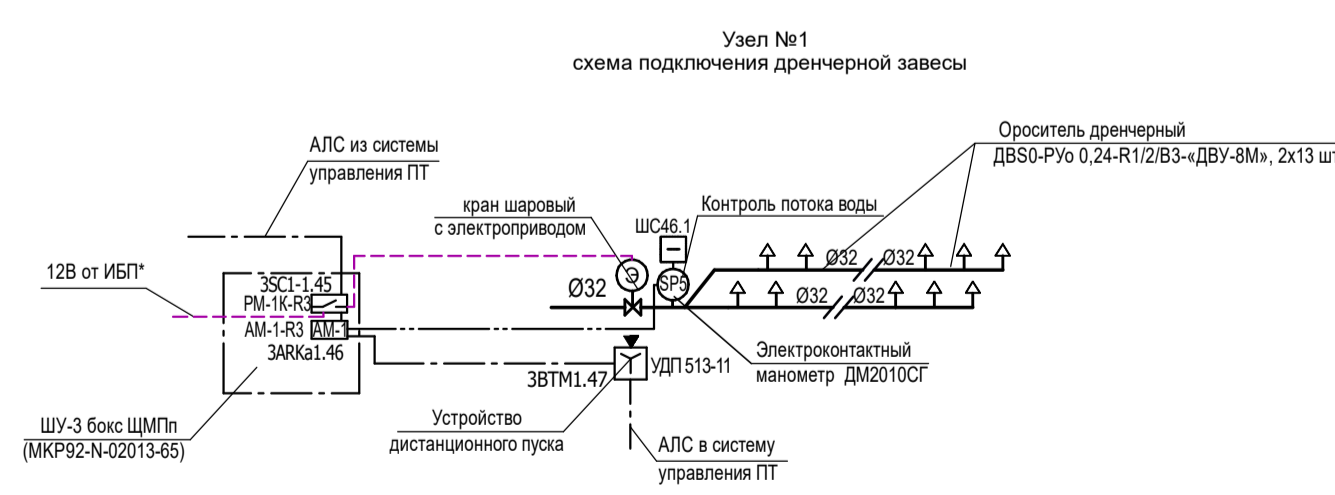 Узел №1
схема подключения дренчерной завесы
Ороситель дренчерный
ДВS0-РУо 0,24-R1/2/В3-«ДВУ-8М», 2х13 шт
АЛС из системы
управления ПТ
кран шаровый
с электроприводом
Контроль потока воды
ШС46.1
12В от ИБП*
3SC1-1.45
РМ-1К-R3
АМ-1-R3
АМ-1
3ARKa1.46
Ø32
Э
SP5
Ø32
Ø32
Ø32
Ø32
Электроконтактный
манометр ДМ2010СГ
3BTM1.47
УДП 513-11
Устройство
дистанционного пуска
АЛС в систему
управления ПТ
ШУ-3 бокс ЩМПп
(МКР92-N-02013-65)